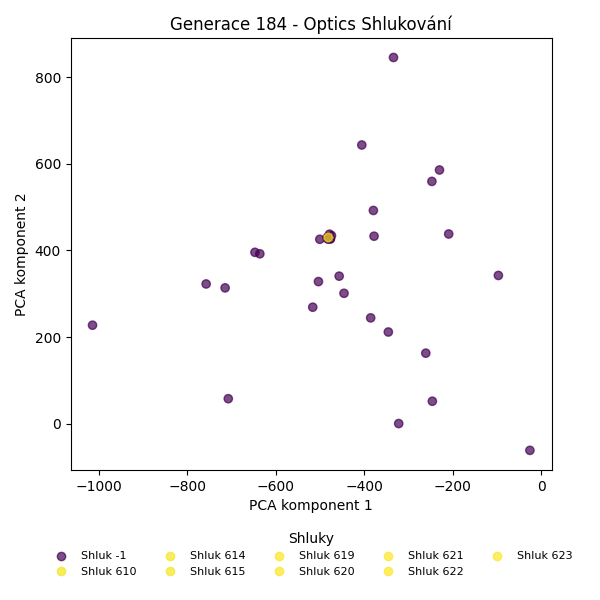 Generace 184 - Optics Shlukování
PCA komponent 2
800
600
400
200
0
−1000 −800 −600 −400 −200 0
PCA komponent 1
Shluky
Shluk -1 Shluk 614 Shluk 619 Shluk 621 Shluk 623
Shluk 610 Shluk 615 Shluk 620 Shluk 622